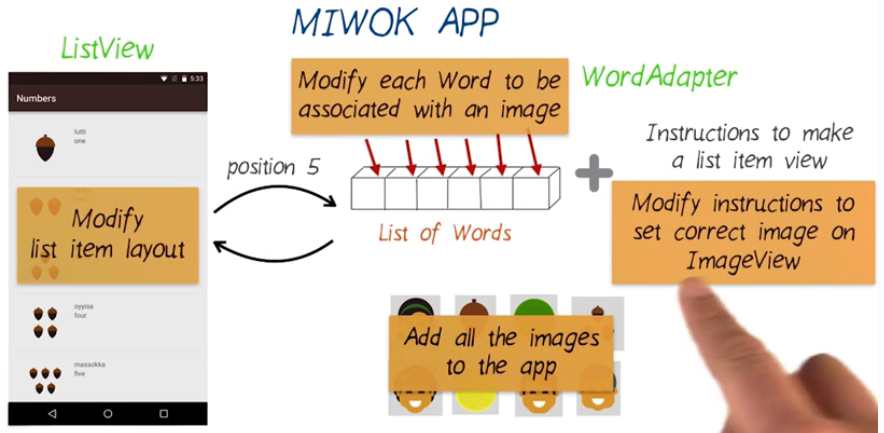 MIWOK APP
ListView
5:33
Numbers
lutti
one
Modify
list item layout
oyyisa
four
massokka
five
position 5
Modify each Word to be
associated with an image
List of Words
WordAdapter
Instructions to make
a list item view
Modify instructions to
set correct image on
ImageView
Add all the images
to the app